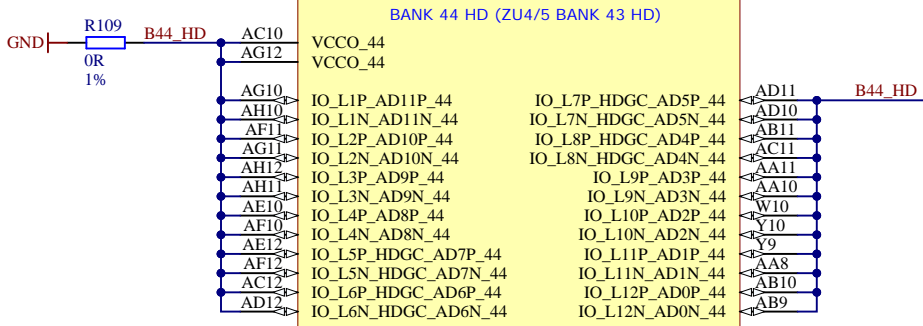 BANK 44 HD (ZU4/5 BANK 43 HD)
R109
GND
B44_HD
0R
1%
AC10 VCCO_44
AG12 VCCO_44
AG10 IO_L1P_AD11P_44 IO_L7P_HDGC_AD5P_44 AD11 B44_HD
AH10 IO_L1N_AD11N_44 IO_L7N_HDGC_AD5N_44 AD10
AF11 IO_L2P_AD10P_44 IO_L8P_HDGC_AD4P_44 AB11
AG11 IO_L2N_AD10N_44 IO_L8N_HDGC_AD4N_44 AC11
AH12 IO_L3P_AD9P_44 IO_L9P_AD3P_44 AA11
AH11 IO_L3N_AD9N_44 IO_L9N_AD3N_44 AA10
AE10 IO_L4P_AD8P_44 IO_L10P_AD2P_44 W10
AF10 IO_L4N_AD8N_44 IO_L10N_AD2N_44 Y10
AE12 IO_L5P_HDGC_AD7P_44 IO_L11P_AD1P_44 Y9
AF12 IO_L5N_HDGC_AD7N_44 IO_L11N_AD1N_44 AA8
AC12 IO_L6P_HDGC_AD6P_44 IO_L12P_AD0P_44 AB10
AD12 IO_L6N_HDGC_AD6N_44 IO_L12N_AD0N_44 AB9